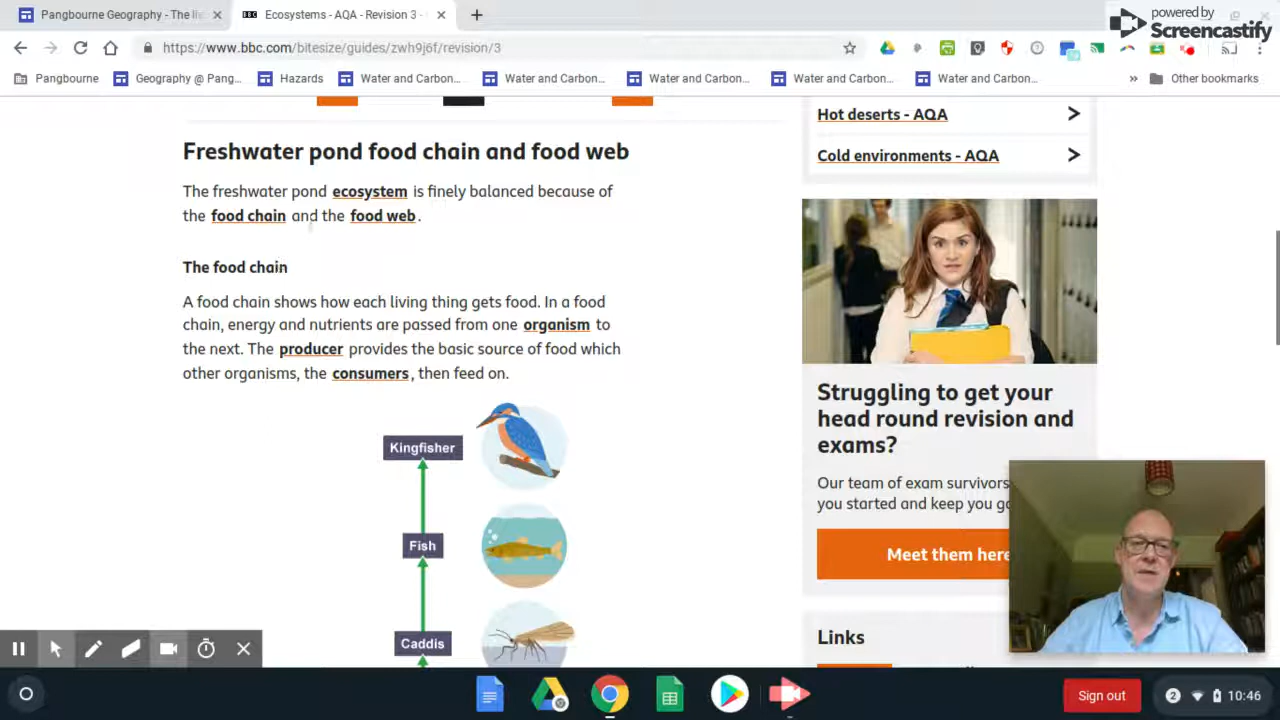 Pangbourne Geography - The li
BBC Ecosystems - AQA - Revision 3 -
powered by
Screencastify
https://www.bbc.com/bitesize/guides/zwh9j6f/revision/3
Pangbourne
Geography @ Pang...
Hazards
Water and Carbon...
Water and Carbon...
Water and Carbon...
Water and Carbon...
Water and Carbon...
»
Other bookmarks
Freshwater pond food chain and food web
The freshwater pond ecosystem is finely balanced because of
the food chain and the food web.
The food chain
A food chain shows how each living thing gets food. In a food
chain, energy and nutrients are passed from one organism to
the next. The producer provides the basic source of food which
other organisms, the consumers, then feed on.
Kingfisher
Fish
Caddis
Hot deserts - AQA
Cold environments - AQA
Struggling to get your
head round revision and
exams?
Our team of exam survivors
you started and keep you go
Meet them here
Links
Sign out
2
10:46